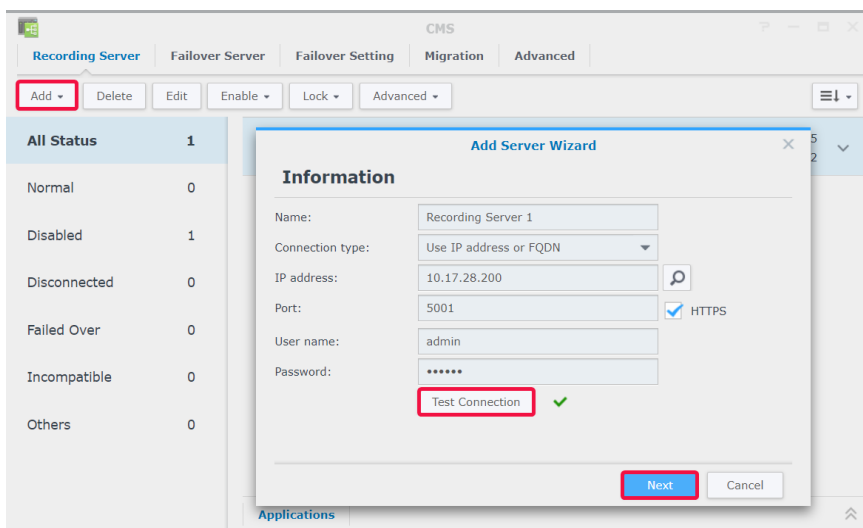 CMS
Recording Server Failover Server Failover Setting Migration Advanced
Add Delete Edit Enable Lock Advanced
All Status 1
Normal 0
Disabled 1
Disconnected 0
Failed Over 0
Incompatible 0
Others 0
5
2
Add Server Wizard
Information
Name: Recording Server 1
Connection type: Use IP address or FQDN
IP address: 10.17.28.200
Port: 5001 HTTPS
User name: admin
Password: ••••••
Test Connection
Next Cancel
Applications